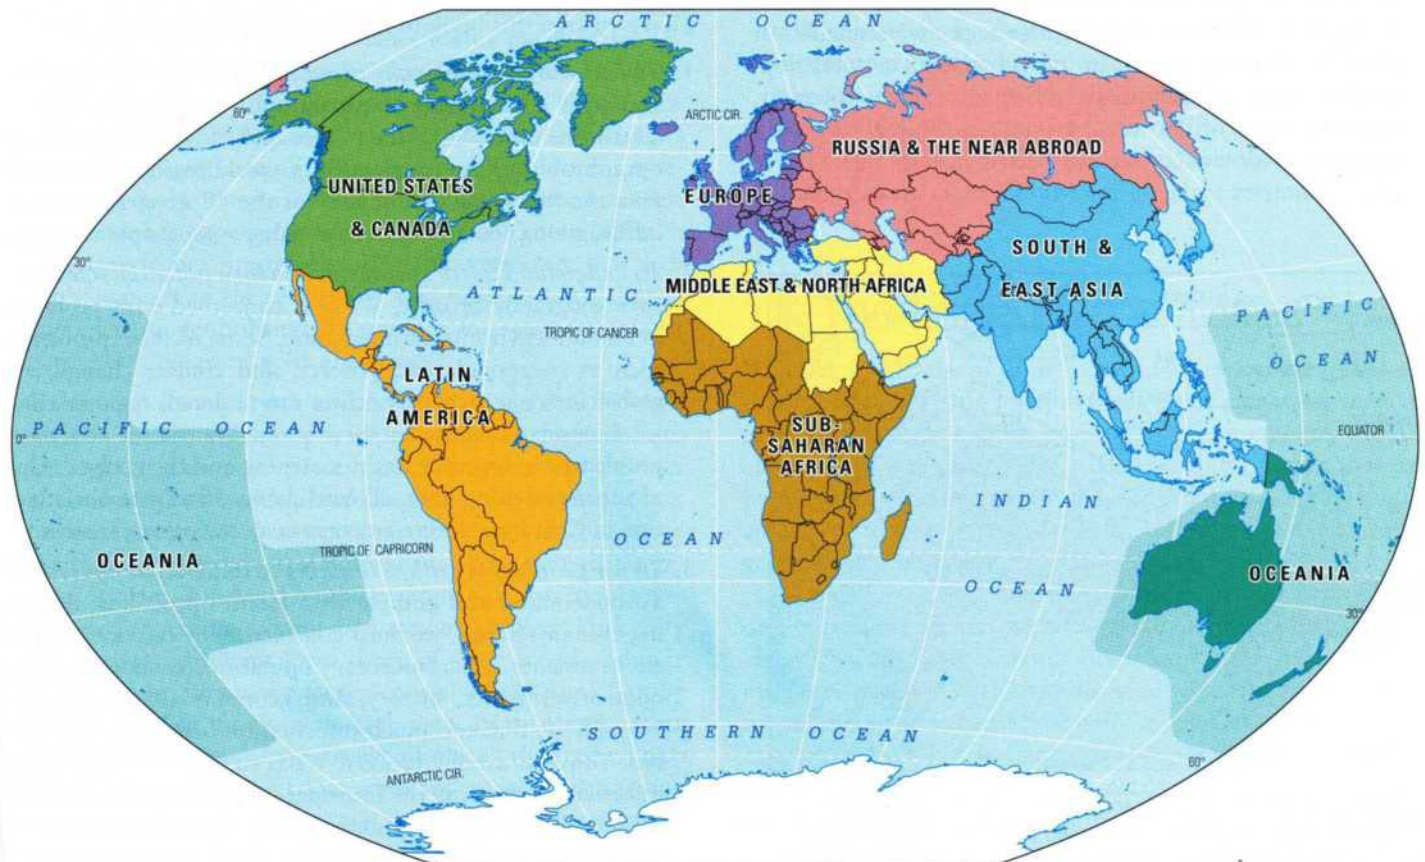 ARCTIC OCEAN
60°
ARCTIC CIR.
RUSSIA & THE NEAR ABROAD
UNITED STATES
& CANADA
EUROPE
SOUTH &
EAST ASIA
30°
ATLANTIC
MIDDLE EAST & NORTH AFRICA
PACIFIC
OCEAN
TROPIC OF CANCER
LATIN
AMERICA
SUB-
SAHARAN
AFRICA
0°
PACIFIC OCEAN
EQUATOR
INDIAN
OCEAN
OCEAN
TROPIC OF CAPRICORN
OCEANIA
OCEANIA
30°
SOUTHERN OCEAN
60°
ANTARCTIC CIR.